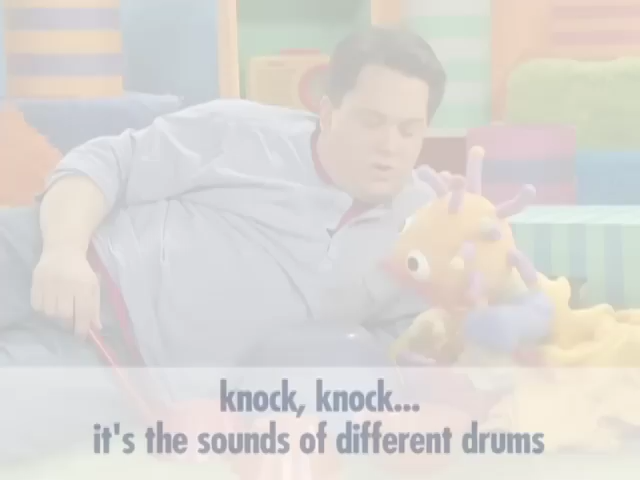 knock, knock...
it's the sounds of different drums